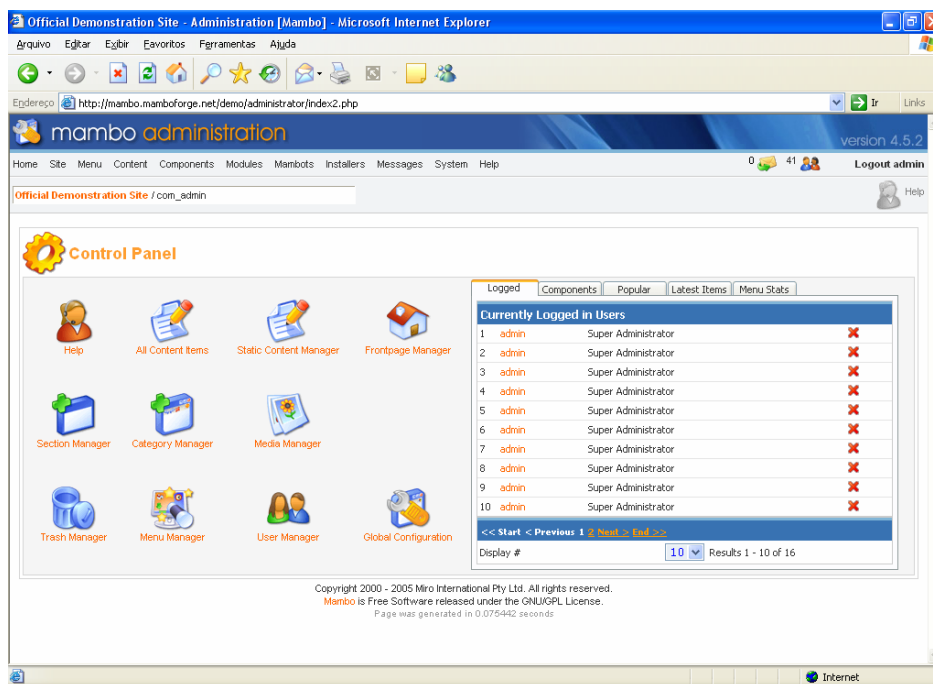 Official Demonstration Site - Administration [Mambo] - Microsoft Internet Explorer
Arquivo Editar Exibir Favoritos Ferramentas Ajuda
Endereço http://mambo.mamboforge.net/demo/administrator/index2.php Ir Links
mambo administration
version 4.5.2
Home Site Menu Content Components Modules Mambots Installers Messages System Help 0 41 Logout admin
Official Demonstration Site / com_admin Help
Control Panel
Help All Content Items Static Content Manager Frontpage Manager
Section Manager Category Manager Media Manager
Trash Manager Menu Manager User Manager Global Configuration
Logged Components Popular Latest Items Menu Stats
Currently Logged in Users
1 admin Super Administrator
2 admin Super Administrator
3 admin Super Administrator
4 admin Super Administrator
5 admin Super Administrator
6 admin Super Administrator
7 admin Super Administrator
8 admin Super Administrator
9 admin Super Administrator
10 admin Super Administrator
<< Start < Previous 1 2 Next > End >>
Display # 10 Results 1 - 10 of 16
Copyright 2000 - 2005 Miro International Pty Ltd. All rights reserved.
Mambo is Free Software released under the GNU/GPL License.
Page was generated in 0.075442 seconds
Internet